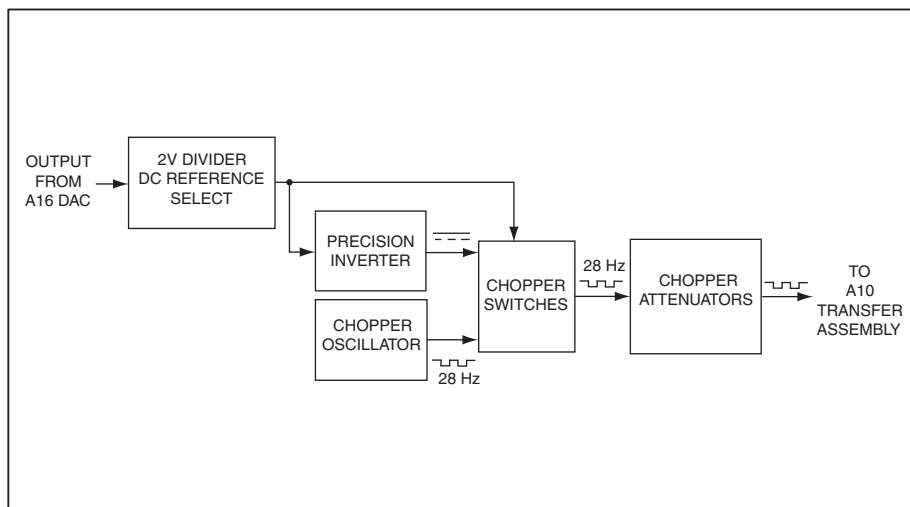 OUTPUT
FROM
A16 DAC
2V DIVIDER
DC REFERENCE
SELECT
PRECISION
INVERTER
CHOPPER
OSCILLATOR
28 Hz
CHOPPER
SWITCHES
28 Hz
CHOPPER
ATTENUATORS
TO
A10
TRANSFER
ASSEMBLY